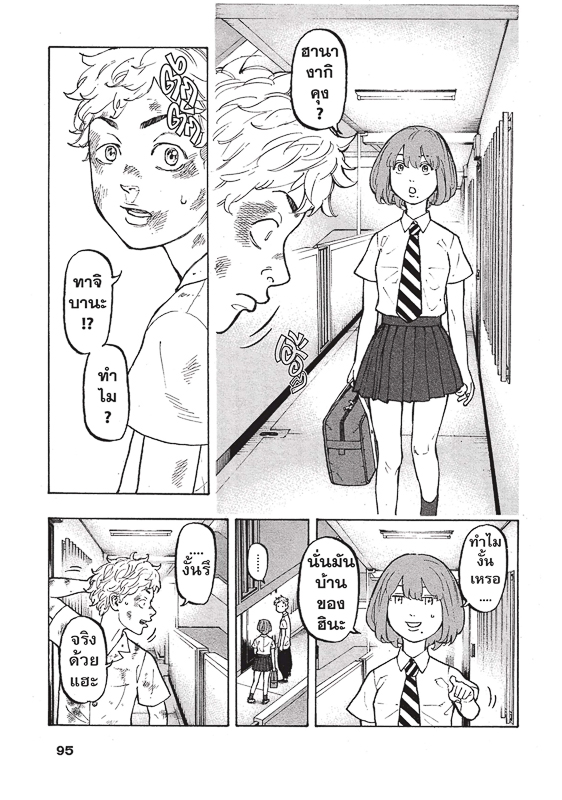 ฮานา
งากิ
คุง
?
ทาจิ
บานะ
!?
ทำ
ไม
?
ทำไม
งั้น
เหรอ
....
นั่นมัน
บ้าน
ของ
ฮินะ
......
.....
งั้นรึ
จริง
ด้วย
แฮะ
95